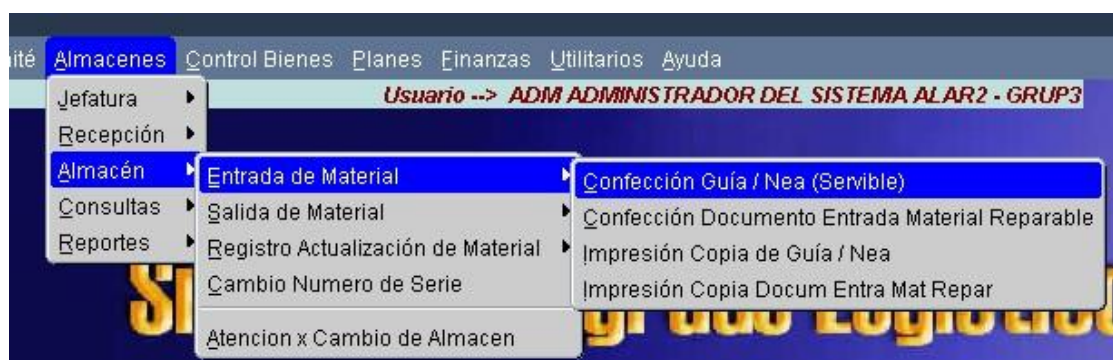 ité Almacenes Control Bienes Planes Finanzas Utilitarios Ayuda
Usuario --> ADM ADMINISTRADOR DEL SISTEMA ALAR2 - GRUP3
Jefatura
Recepción
Almacén
Consultas
Reportes
Entrada de Material
Salida de Material
Registro Actualización de Material
Cambio Numero de Serie
Atencion x Cambio de Almacen
Confección Guía / Nea (Servible)
Confección Documento Entrada Material Reparable
Impresión Copia de Guía / Nea
Impresión Copia Docum Entra Mat Repar